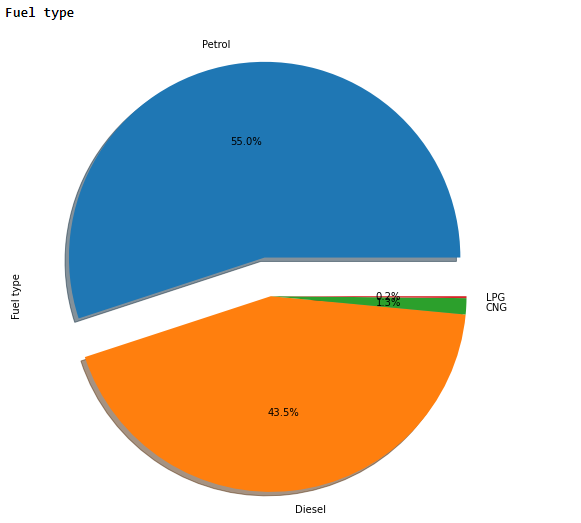 Fuel type
Petrol
55.0%
Fuel type
0.2%
LPG
1.3%
CNG
43.5%
Diesel